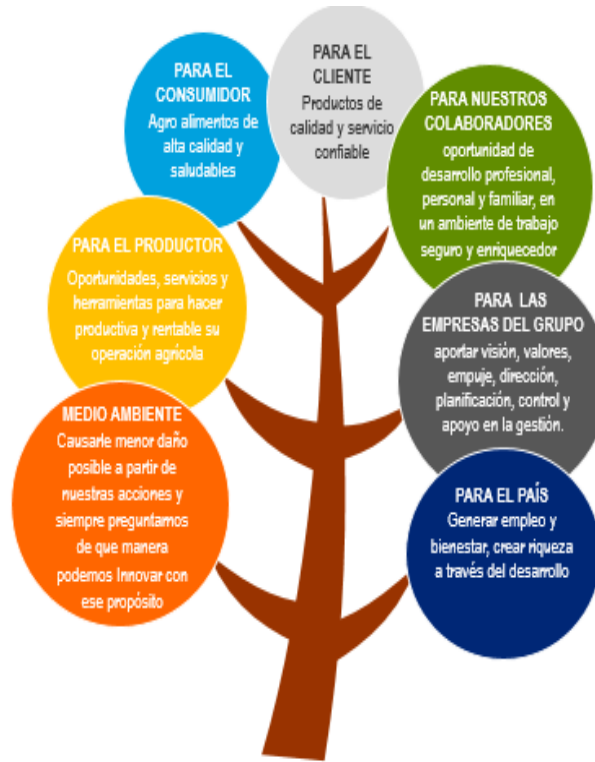 PARA EL
CLIENTE
Productos de
calidad y servicio
confiable
PARA EL
CONSUMIDOR
Agro alimentos de
alta calidad y
saludables
PARA NUESTROS
COLABORADORES
oportunidad de
desarrollo profesional,
personal y familiar, en
un ambiente de trabajo
seguro y enriquecedor
PARA EL PRODUCTOR
Oportunidades, servicios y
herramientas para hacer
productiva y rentable su
operación agrícola
PARA LAS
EMPRESAS DEL GRUPO
aportar visión, valores,
empuje, dirección,
planificación, control y
apoyo en la gestión.
MEDIO AMBIENTE
Causarle menor daño
posible a partir de
nuestras acciones y
siempre preguntarnos
de que manera
podemos Innovar con
ese propósito
PARA EL PAÍS
Generar empleo y
bienestar, crear riqueza
a través del desarrollo